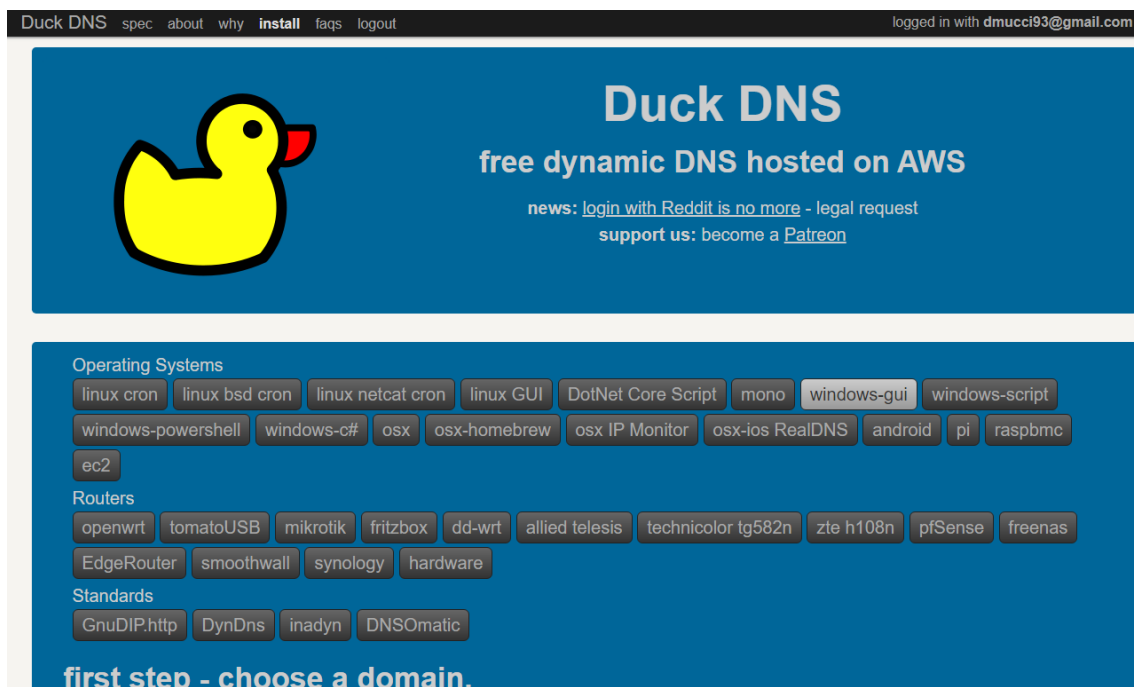 Duck DNS spec about why install faqs logout logged in with dmucci93@gmail.com
Duck DNS
free dynamic DNS hosted on AWS
news: login with Reddit is no more - legal request
support us: become a Patreon
Operating Systems
linux cron linux bsd cron linux netcat cron linux GUI DotNet Core Script mono windows-gui windows-script
windows-powershell windows-c# osx osx-homebrew osx IP Monitor osx-ios RealDNS android pi raspbmc
ec2
Routers
openwrt tomatoUSB mikrotik fritzbox dd-wrt allied telesis technicolor tg582n zte h108n pfSense freenas
EdgeRouter smoothwall synology hardware
Standards
GnuDIP.http DynDns inadyn DNSOmatic
first step - choose a domain.